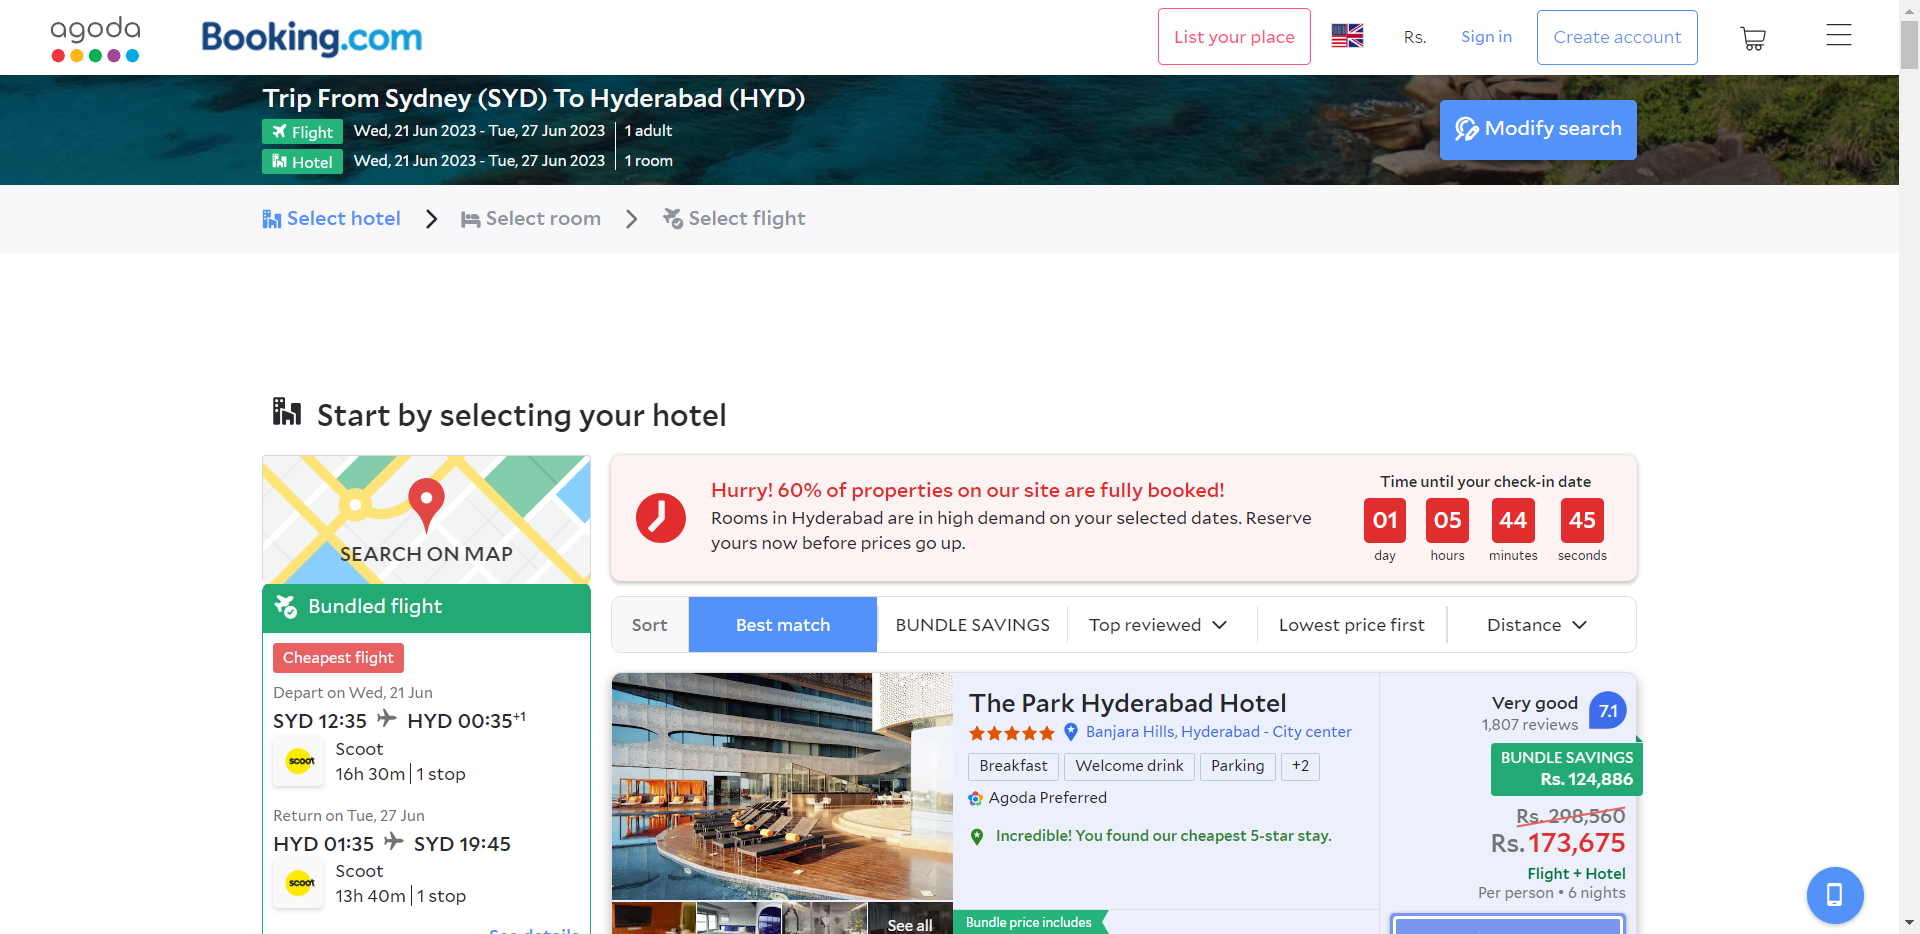 agoda
Booking.com
List your place
Rs.
Sign in
Create account
Trip From Sydney (SYD) To Hyderabad (HYD)
Flight Wed, 21 Jun 2023 - Tue, 27 Jun 2023 1 adult
Hotel Wed, 21 Jun 2023 - Tue, 27 Jun 2023 1 room
Modify search
Select hotel
Select room
Select flight
Start by selecting your hotel
SEARCH ON MAP
Bundled flight
Cheapest flight
Depart on Wed, 21 Jun
SYD 12:35 HYD 00:35+1
scoot
Scoot
16h 30m 1 stop
Return on Tue, 27 Jun
HYD 01:35 SYD 19:45
scoot
Scoot
13h 40m 1 stop
See details
Hurry! 60% of properties on our site are fully booked!
Rooms in Hyderabad are in high demand on your selected dates. Reserve
yours now before prices go up.
Time until your check-in date
01 05 44 45
day hours minutes seconds
Sort
Best match
BUNDLE SAVINGS
Top reviewed
Lowest price first
Distance
See all
The Park Hyderabad Hotel
Banjara Hills, Hyderabad - City center
Breakfast
Welcome drink
Parking
+2
Agoda Preferred
Incredible! You found our cheapest 5-star stay.
Bundle price includes
Very good
1,807 reviews
7.1
BUNDLE SAVINGS
Rs. 124,886
Rs. 298,560
Rs. 173,675
Flight + Hotel
Per person • 6 nights